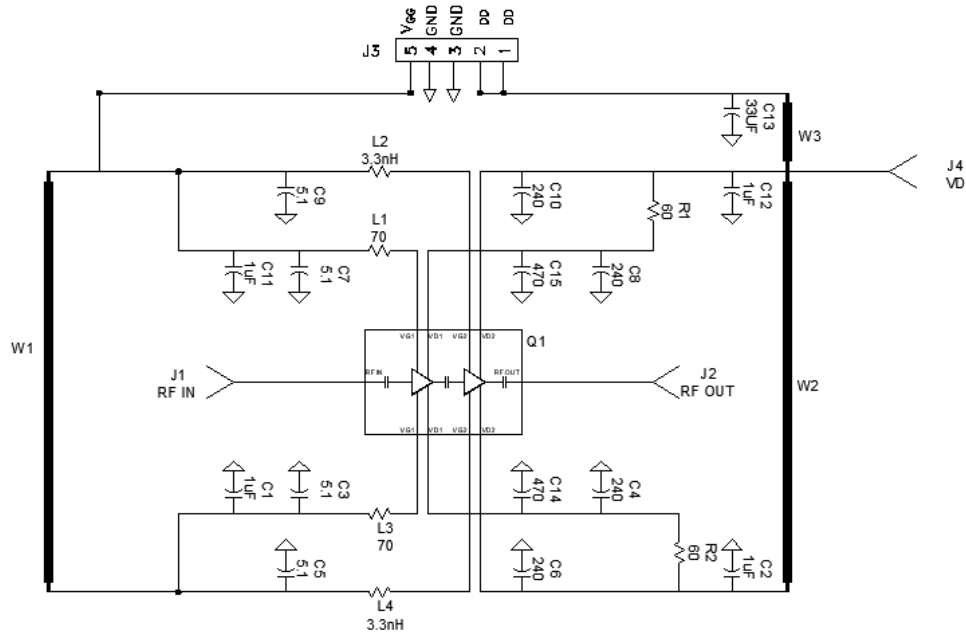 VGG
GND
GND
DD
DD
J3
5 4 3 2 1
C13
33UF
W3
L2
3.3nH
J4
VD
C9
5.1
C10
240
R1
60
C12
1uF
L1
70
C11
1uF
C7
5.1
C15
470
C8
240
W1
VG1 VD1 VG2 VD2
Q1
J1
RF IN
RFIN
RFOUT
J2
RF OUT
W2
VG1 VD1 VG2 VD2
C1
1uF
C3
5.1
C14
470
C4
240
L3
70
C5
5.1
C6
240
R2
60
C2
1uF
L4
3.3nH